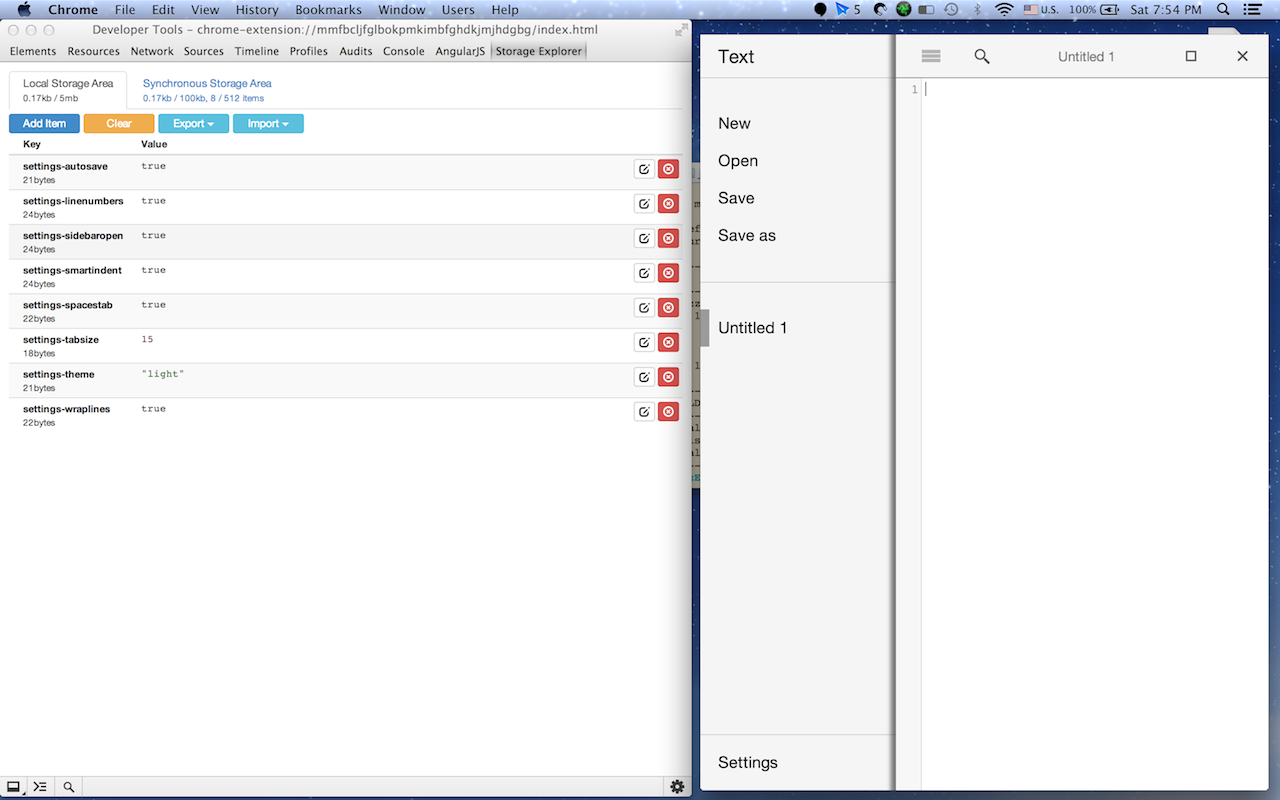 Chrome File Edit View History Bookmarks Window Users Help 5 U.S. 100% Sat 7:54 PM
Developer Tools - chrome-extension://mmfbcljfglbokpmkimbfghdkjmjhdgbg/index.html
Elements Resources Network Sources Timeline Profiles Audits Console AngularJS Storage Explorer
Local Storage Area
0.17kb / 5mb
Synchronous Storage Area
0.17kb / 100kb, 8 / 512 items
Add Item Clear Export Import
Key Value
settings-autosave true
21bytes
settings-linenumbers true
24bytes
settings-sidebaropen true
24bytes
settings-smartindent true
24bytes
settings-spacestab true
22bytes
settings-tabsize 15
18bytes
settings-theme "light"
21bytes
settings-wraplines true
22bytes
Text
New
Open
Save
Save as
Untitled 1
Settings
Untitled 1
1